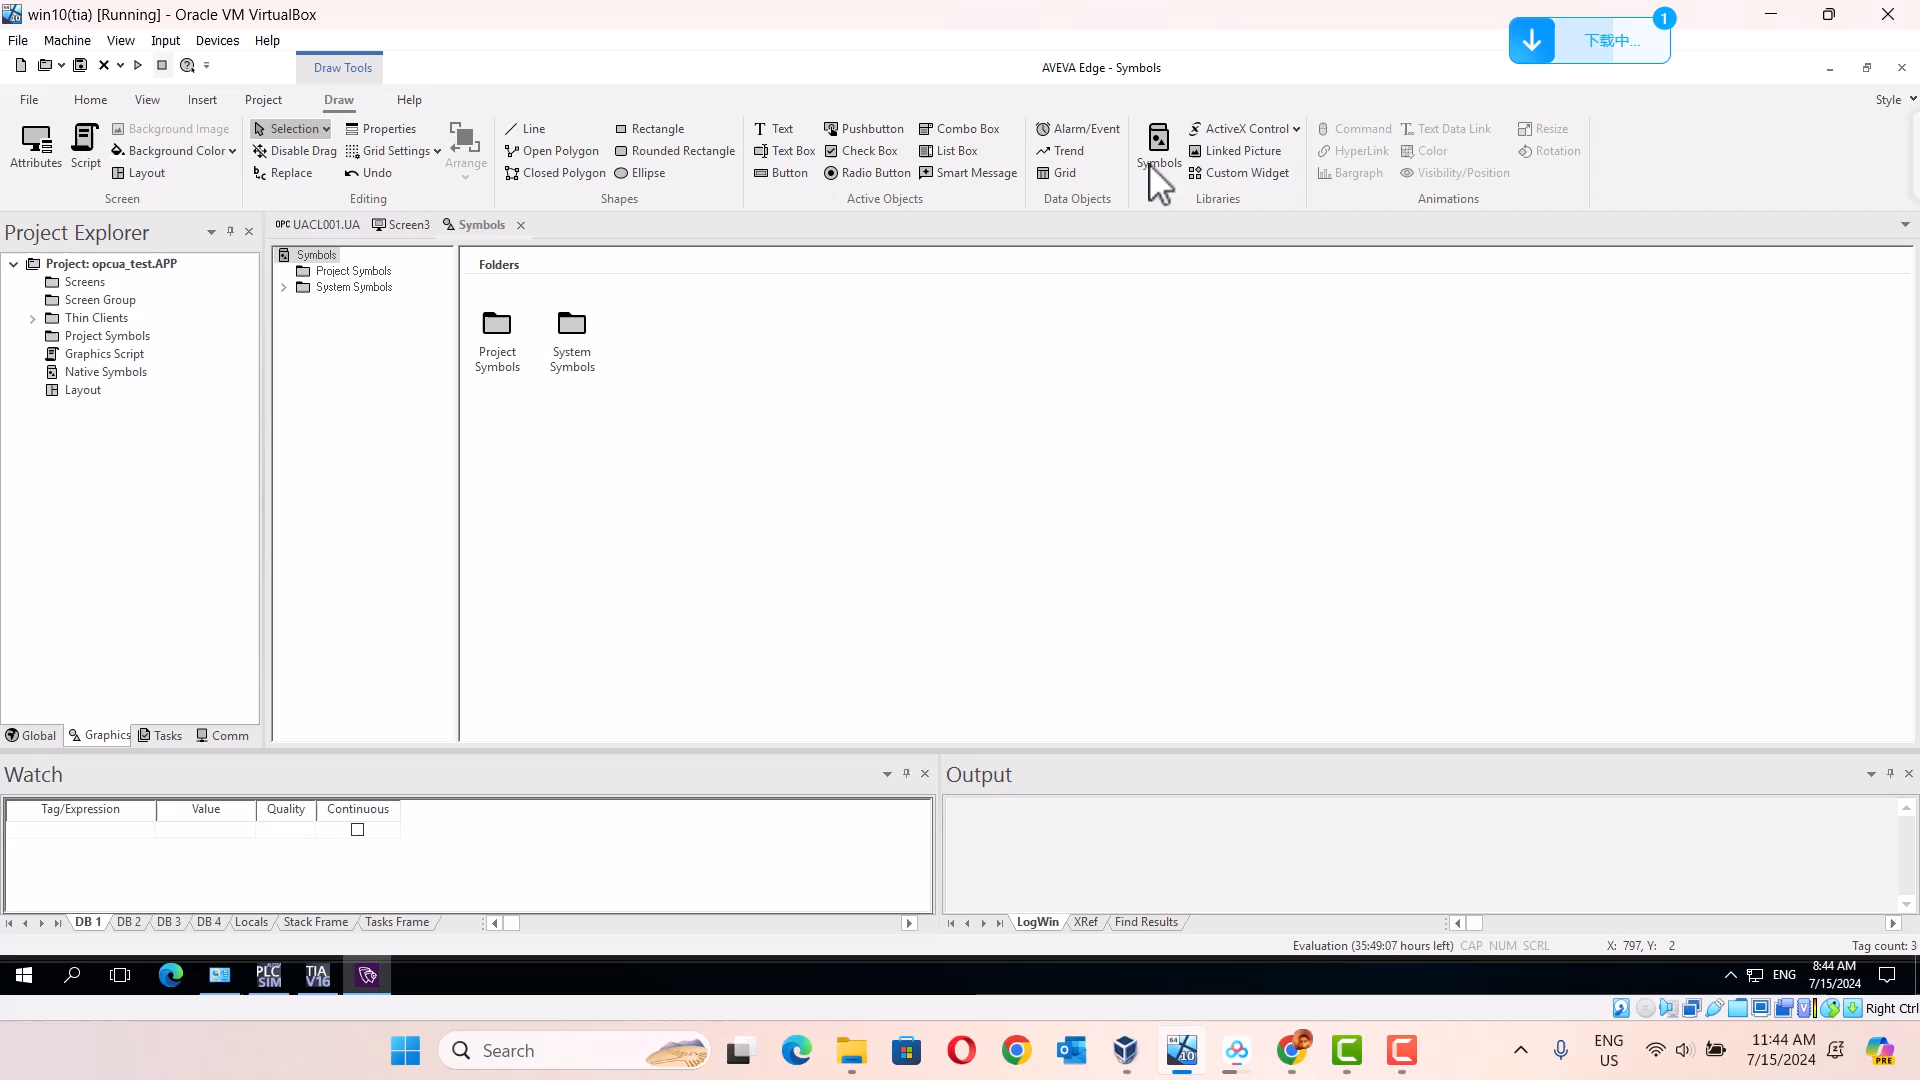 win10(tia) [Running] - Oracle VM VirtualBox
File Machine View Input Devices Help
下载中...
1
Draw Tools
AVEVA Edge - Symbols
File Home View Insert Project Draw Help
Style
Attributes
Script
Background Image
Background Color
Layout
Screen
Selection
Disable Drag
Replace
Properties
Grid Settings
Undo
Arrange
Editing
Line
Open Polygon
Closed Polygon
Rectangle
Rounded Rectangle
Ellipse
Shapes
Text
Text Box
Button
Pushbutton
Check Box
Radio Button
Combo Box
List Box
Smart Message
Active Objects
Alarm/Event
Trend
Grid
Data Objects
Symbols
ActiveX Control
Linked Picture
Custom Widget
Libraries
Command
HyperLink
Bargraph
Text Data Link
Color
Visibility/Position
Resize
Rotation
Animations
Project Explorer
Project: opcua_test.APP
Screens
Screen Group
Thin Clients
Project Symbols
Graphics Script
Native Symbols
Layout
Global Graphics Tasks Comm
OPC UACL001.UA Screen3 Symbols
Symbols
Project Symbols
System Symbols
Folders
Project
Symbols
System
Symbols
Watch
Tag/Expression Value Quality Continuous
DB 1 DB 2 DB 3 DB 4 Locals Stack Frame Tasks Frame
Output
LogWin XRef Find Results
Evaluation (35:49:07 hours left) CAP NUM SCRL X: 797, Y: 2 Tag count: 3
PLC
SIM
TIA
V16
ENG
8:44 AM
7/15/2024
Right Ctrl
Search
64
10
ENG
US
11:44 AM
7/15/2024
PRE